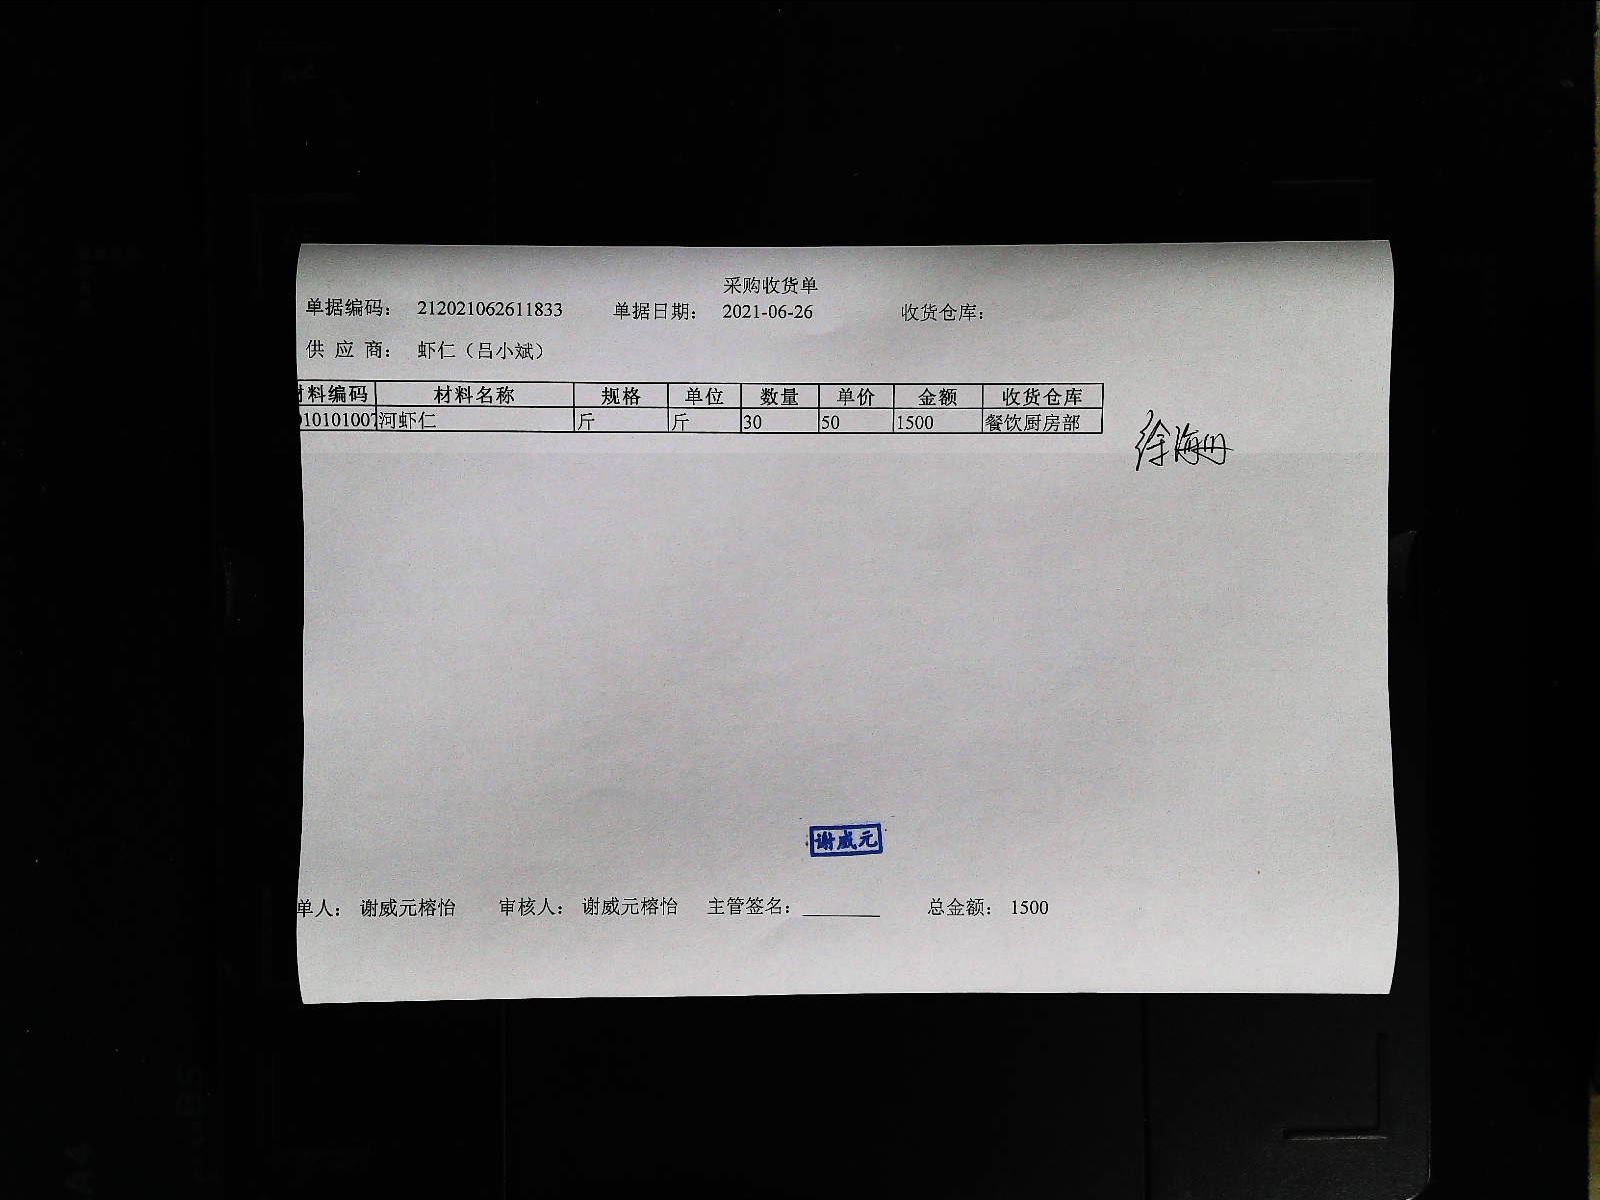 采购收货单
单据编码： 212021062611833 单据日期： 2021-06-26 收货仓库：
供 应 商： 虾仁（吕小斌）
材料编码 材料名称 规格 单位 数量 单价 金额 收货仓库
10101007 河虾仁 斤 斤 30 50 1500 餐饮厨房部
谢威元
单人： 谢威元榕怡 审核人： 谢威元榕怡 主管签名： 总金额： 1500